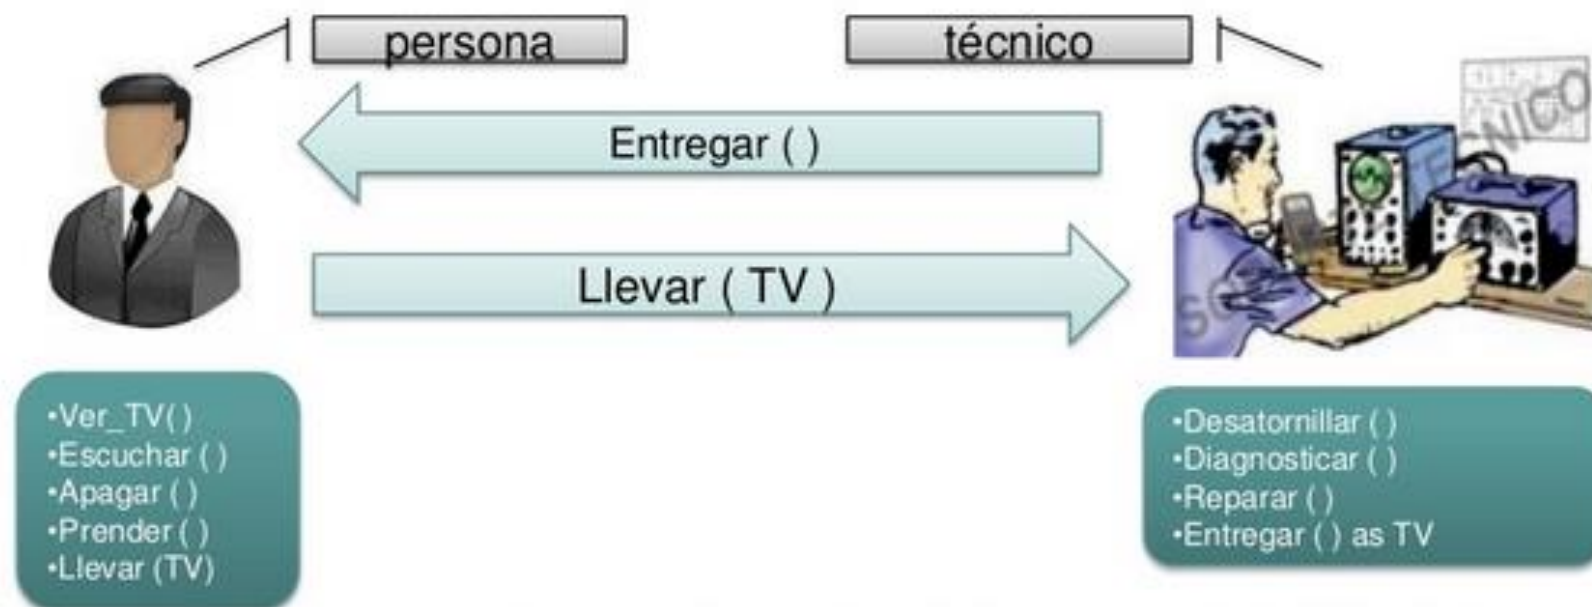 persona
técnico
Entregar ( )
Llevar ( TV )
•Ver_TV( )
•Escuchar ( )
•Apagar ( )
•Prender ( )
•Llevar (TV)
•Desatornillar ( )
•Diagnosticar ( )
•Reparar ( )
•Entregar ( ) as TV